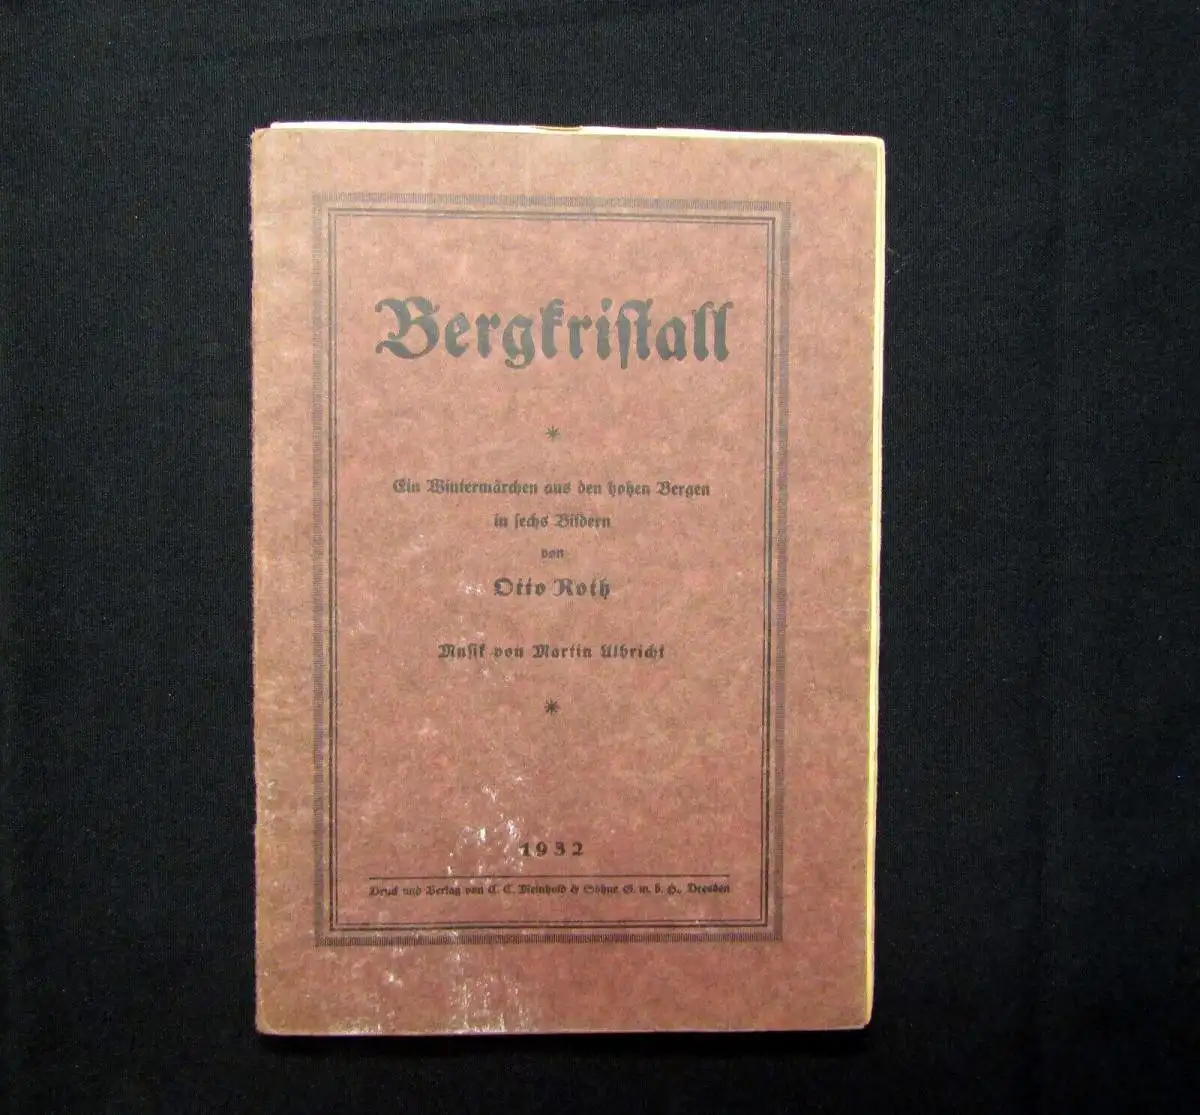 Bergkristall
*
Ein Wintermärchen aus den hohen Bergen
in sechs Bildern
von
Otto Roth
Musik von Martin Albricht
*
1932
Druck und Verlag von C. C. Meinhold & Söhne G. m. b. H., Dresden